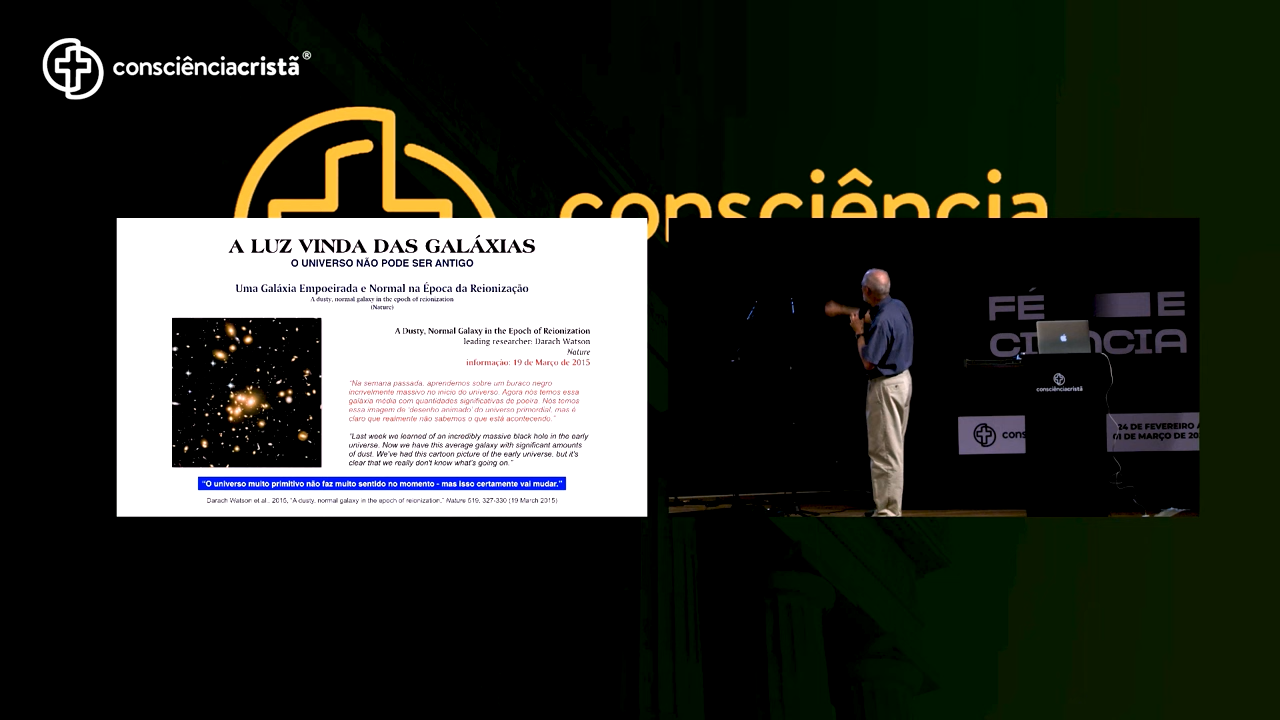 consciênciacristã®
consciência
A LUZ VINDA DAS GALÁXIAS
O UNIVERSO NÃO PODE SER ANTIGO
Uma Galáxia Empoeirada e Normal na Época da Reionização
A dusty, normal galaxy in the epoch of reionization
(Nature)
A Dusty, Normal Galaxy in the Epoch of Reionization
leading researcher: Darach Watson
Nature
informação: 19 de Março de 2015
"Na semana passada, aprendemos sobre um buraco negro
incrivelmente massivo no início do universo. Agora nós temos essa
galáxia média com quantidades significativas de poeira. Nós temos
essa imagem de 'desenho animado' do universo primordial, mas é
claro que realmente não sabemos o que está acontecendo."
"Last week we learned of an incredibly massive black hole in the early
universe. Now we have this average galaxy with significant amounts
of dust. We've had this cartoon picture of the early universe, but it's
clear that we really don't know what's going on."
"O universo muito primitivo não faz muito sentido no momento - mas isso certamente vai mudar."
Darach Watson et al., 2015, "A dusty, normal galaxy in the epoch of reionization." Nature 519, 327-330 (19 March 2015)
FÉ E
CIÊNCIA
consciênciacristã
cons
24 DE FEVEREIRO A
01 DE MARÇO DE 20